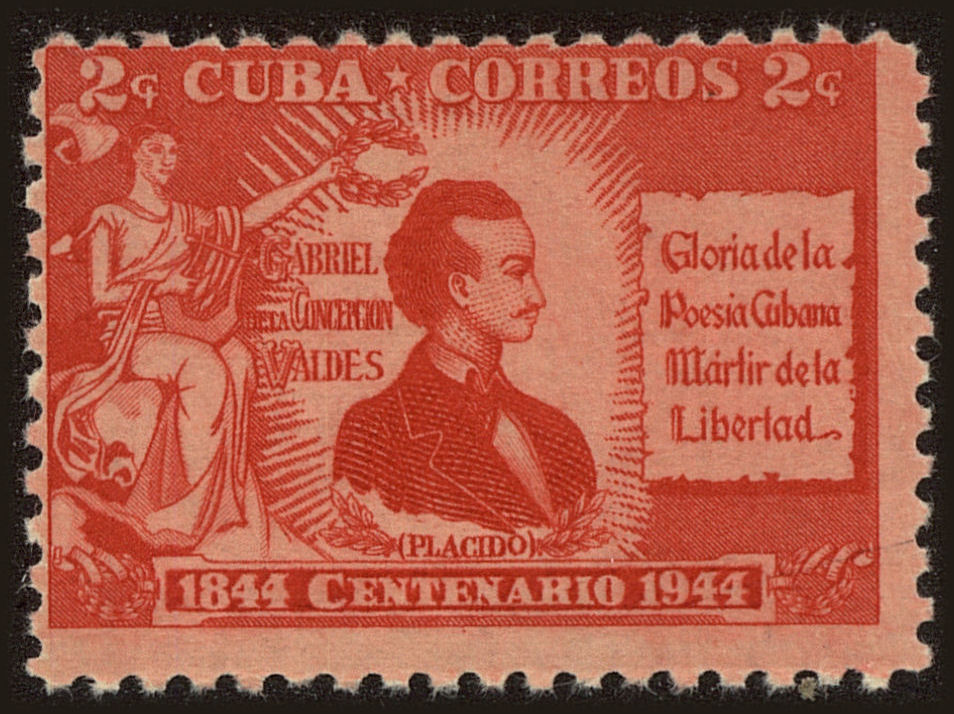 2¢ CUBA★CORREOS 2¢
GABRIEL
DE LA CONCEPCION
VALDES
Gloria de la
Poesia Cubana
Mártir de la
Libertad
(PLACIDO)
1844 CENTENARIO 1944